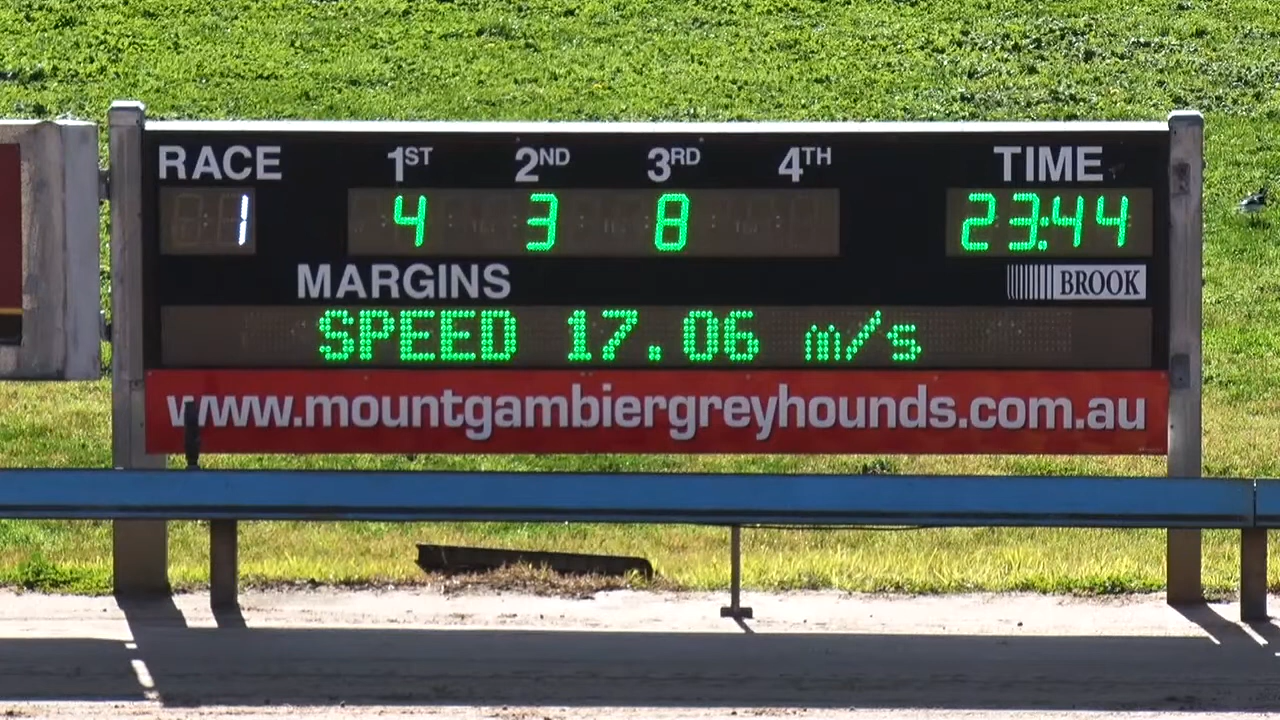 RACE 1ST 2ND 3RD 4TH TIME
1 4 3 8 23:44
MARGINS BROOK
SPEED 17.06 m/s
www.mountgambiergreyhounds.com.au